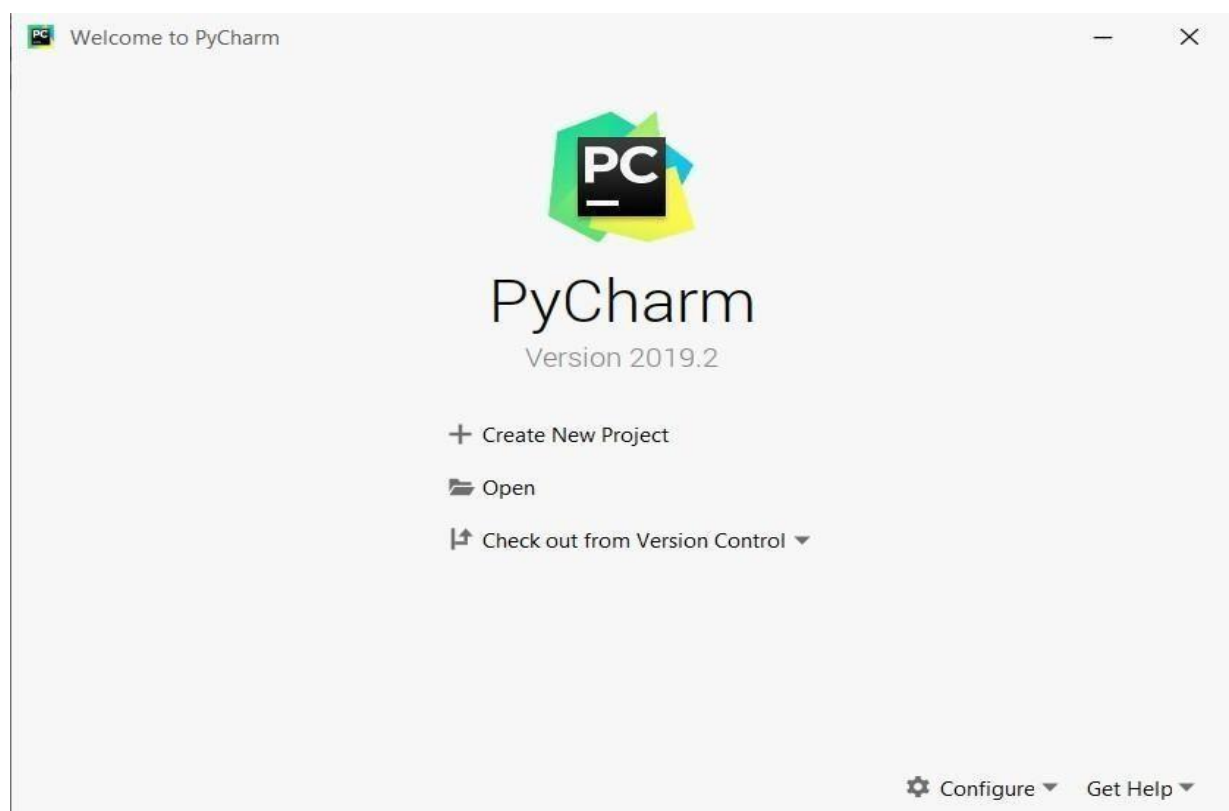 PC
Welcome to PyCharm
PC
PyCharm
Version 2019.2
Create New Project
Open
Check out from Version Control
Configure
Get Help